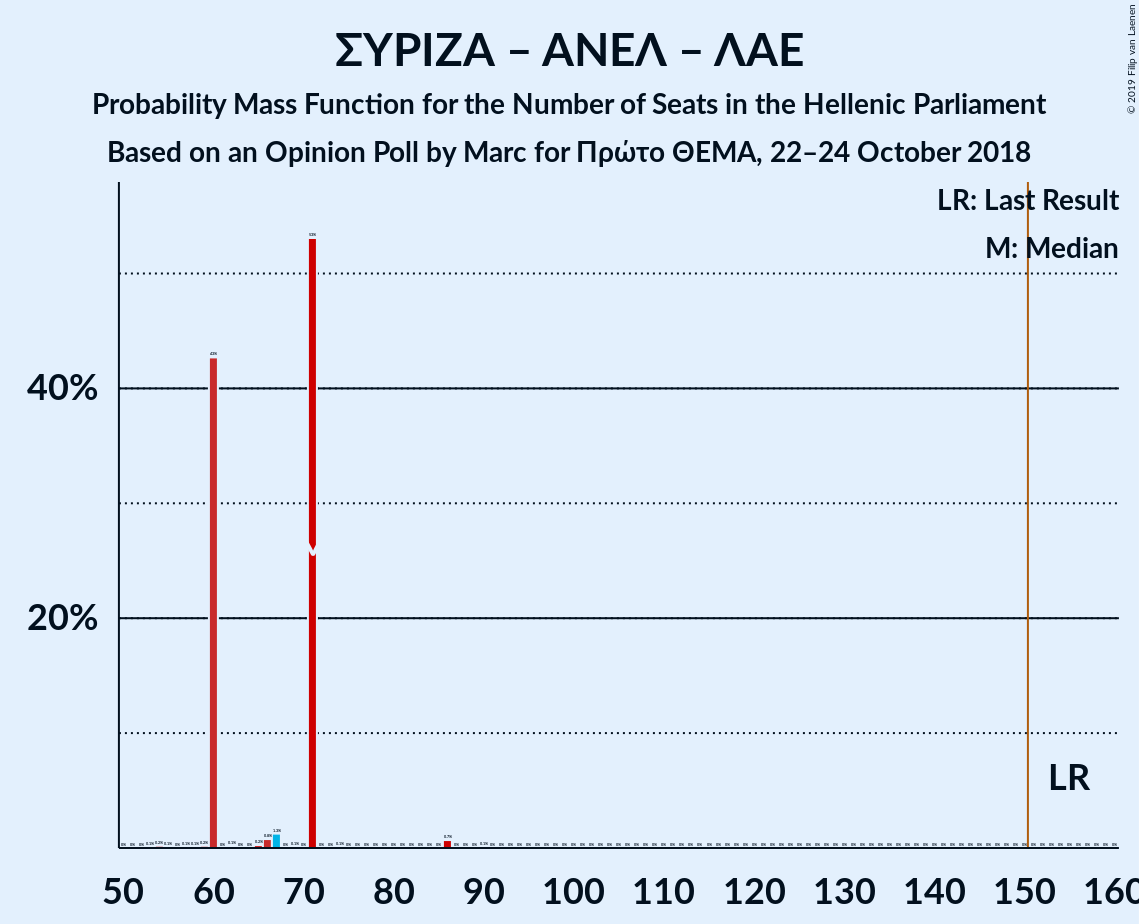 ΣΥΡΙΖΑ – ΑΝΕΛ – ΛΑΕ
Probability Mass Function for the Number of Seats in the Hellenic Parliament
Based on an Opinion Poll by Marc for Πρώτο ΘΕΜΑ, 22–24 October 2018
© 2019 Filip van Laenen
LR: Last Result
M: Median
40%
20%
LR
50 60 70 80 90 100 110 120 130 140 150 160